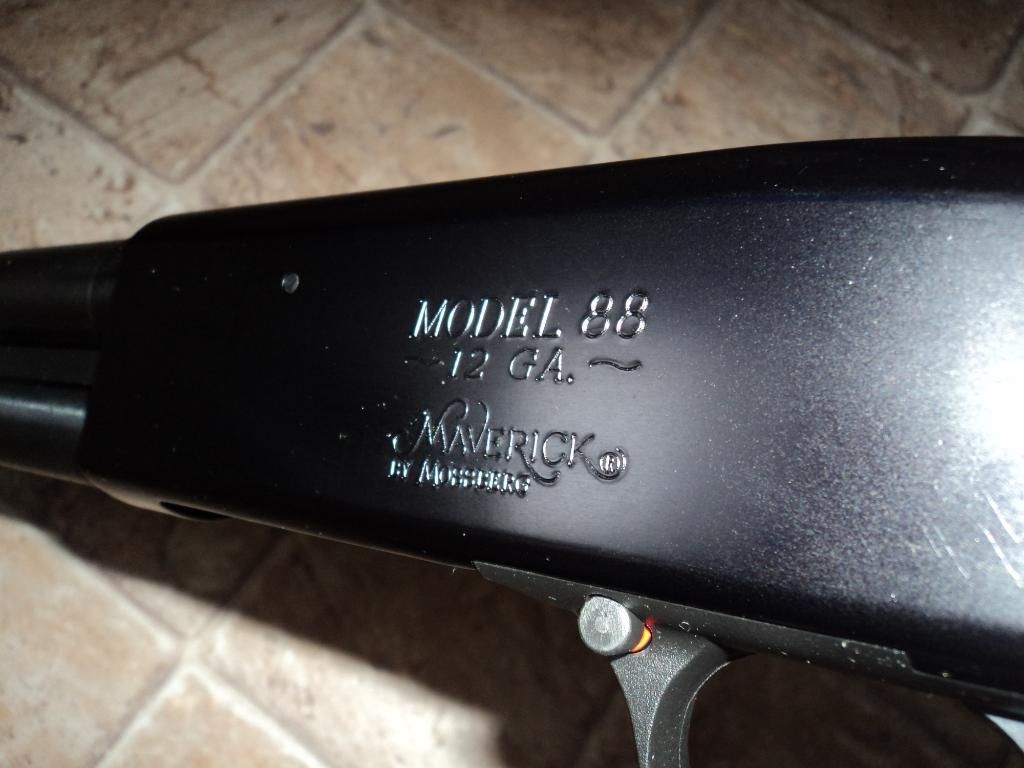 MODEL 88
~ 12 GA. ~
MAVERICK ®
BY MOSSBERG